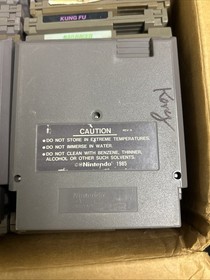 KUNG FU
Kory
CAUTION
•DO NOT STORE IN EXTREME TEMPERATURES.
•DO NOT IMMERSE IN WATER.
•DO NOT CLEAN WITH BENZENE, THINNER,
ALCOHOL OR OTHER SUCH SOLVENTS.
©Nintendo 1985